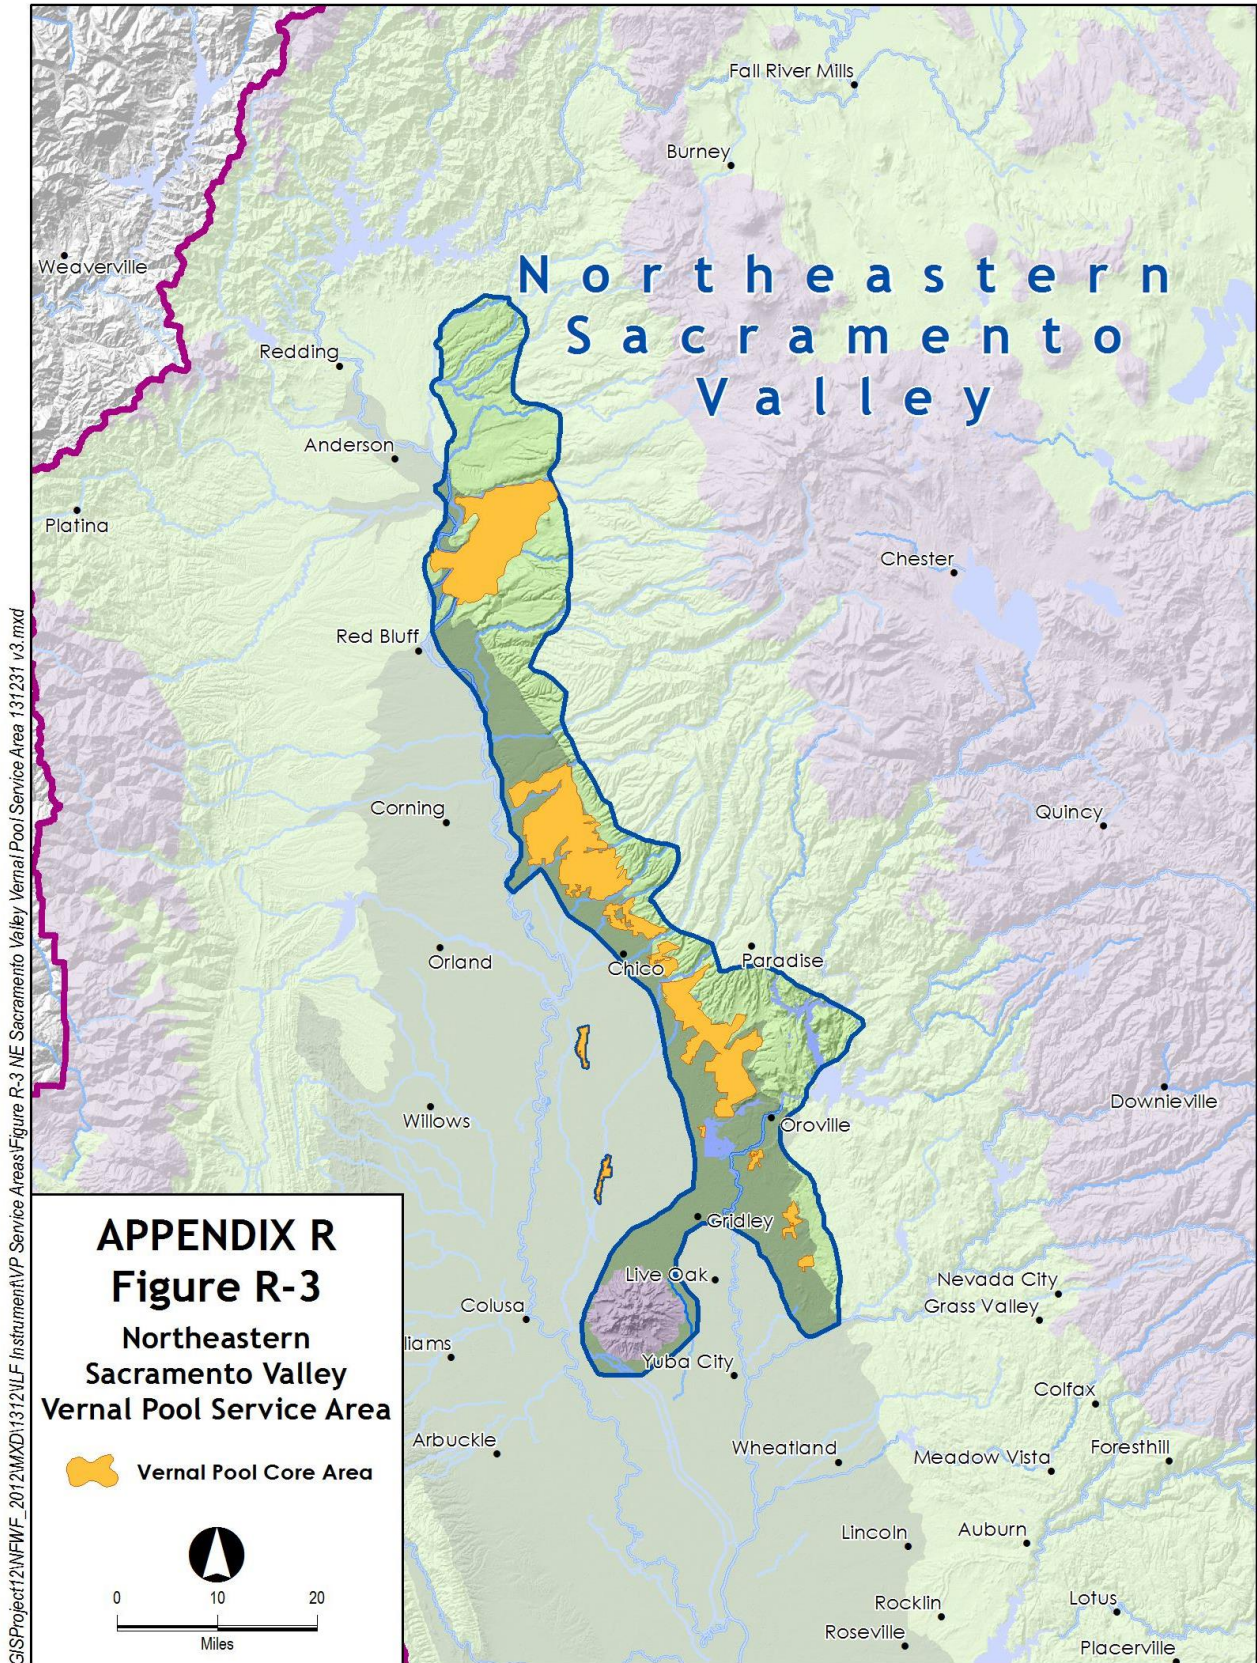 Fall River Mills
Burney
Weaverville
Northeastern
Sacramento
Valley
Redding
Anderson
Platina
Chester
Red Bluff
Corning
Quincy
Orland
Chico
Paradise
Willows
Oroville
Downieville
Gridley
Live Oak
Nevada City
Grass Valley
Colusa
lliams
Yuba City
Colfax
Arbuckle
Wheatland
Meadow Vista
Foresthill
Lincoln
Auburn
Rocklin
Lotus
Roseville
Placerville
APPENDIX R
Figure R-3
Northeastern
Sacramento Valley
Vernal Pool Service Area
Vernal Pool Core Area
0 10 20
Miles
GISProject12\NFWF_2012\MXD\1312\ILF Instrument\VP Service Areas\Figure R-3 NE Sacramento Valley Vernal Pool Service Area 131231 v3.mxd